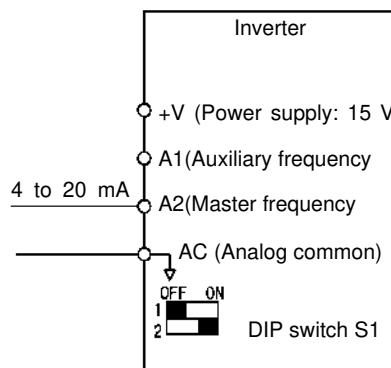 Inverter
+V (Power supply: 15 V
A1(Auxiliary frequency
4 to 20 mA
A2(Master frequency
AC (Analog common)
OFF ON
1
2
DIP switch S1